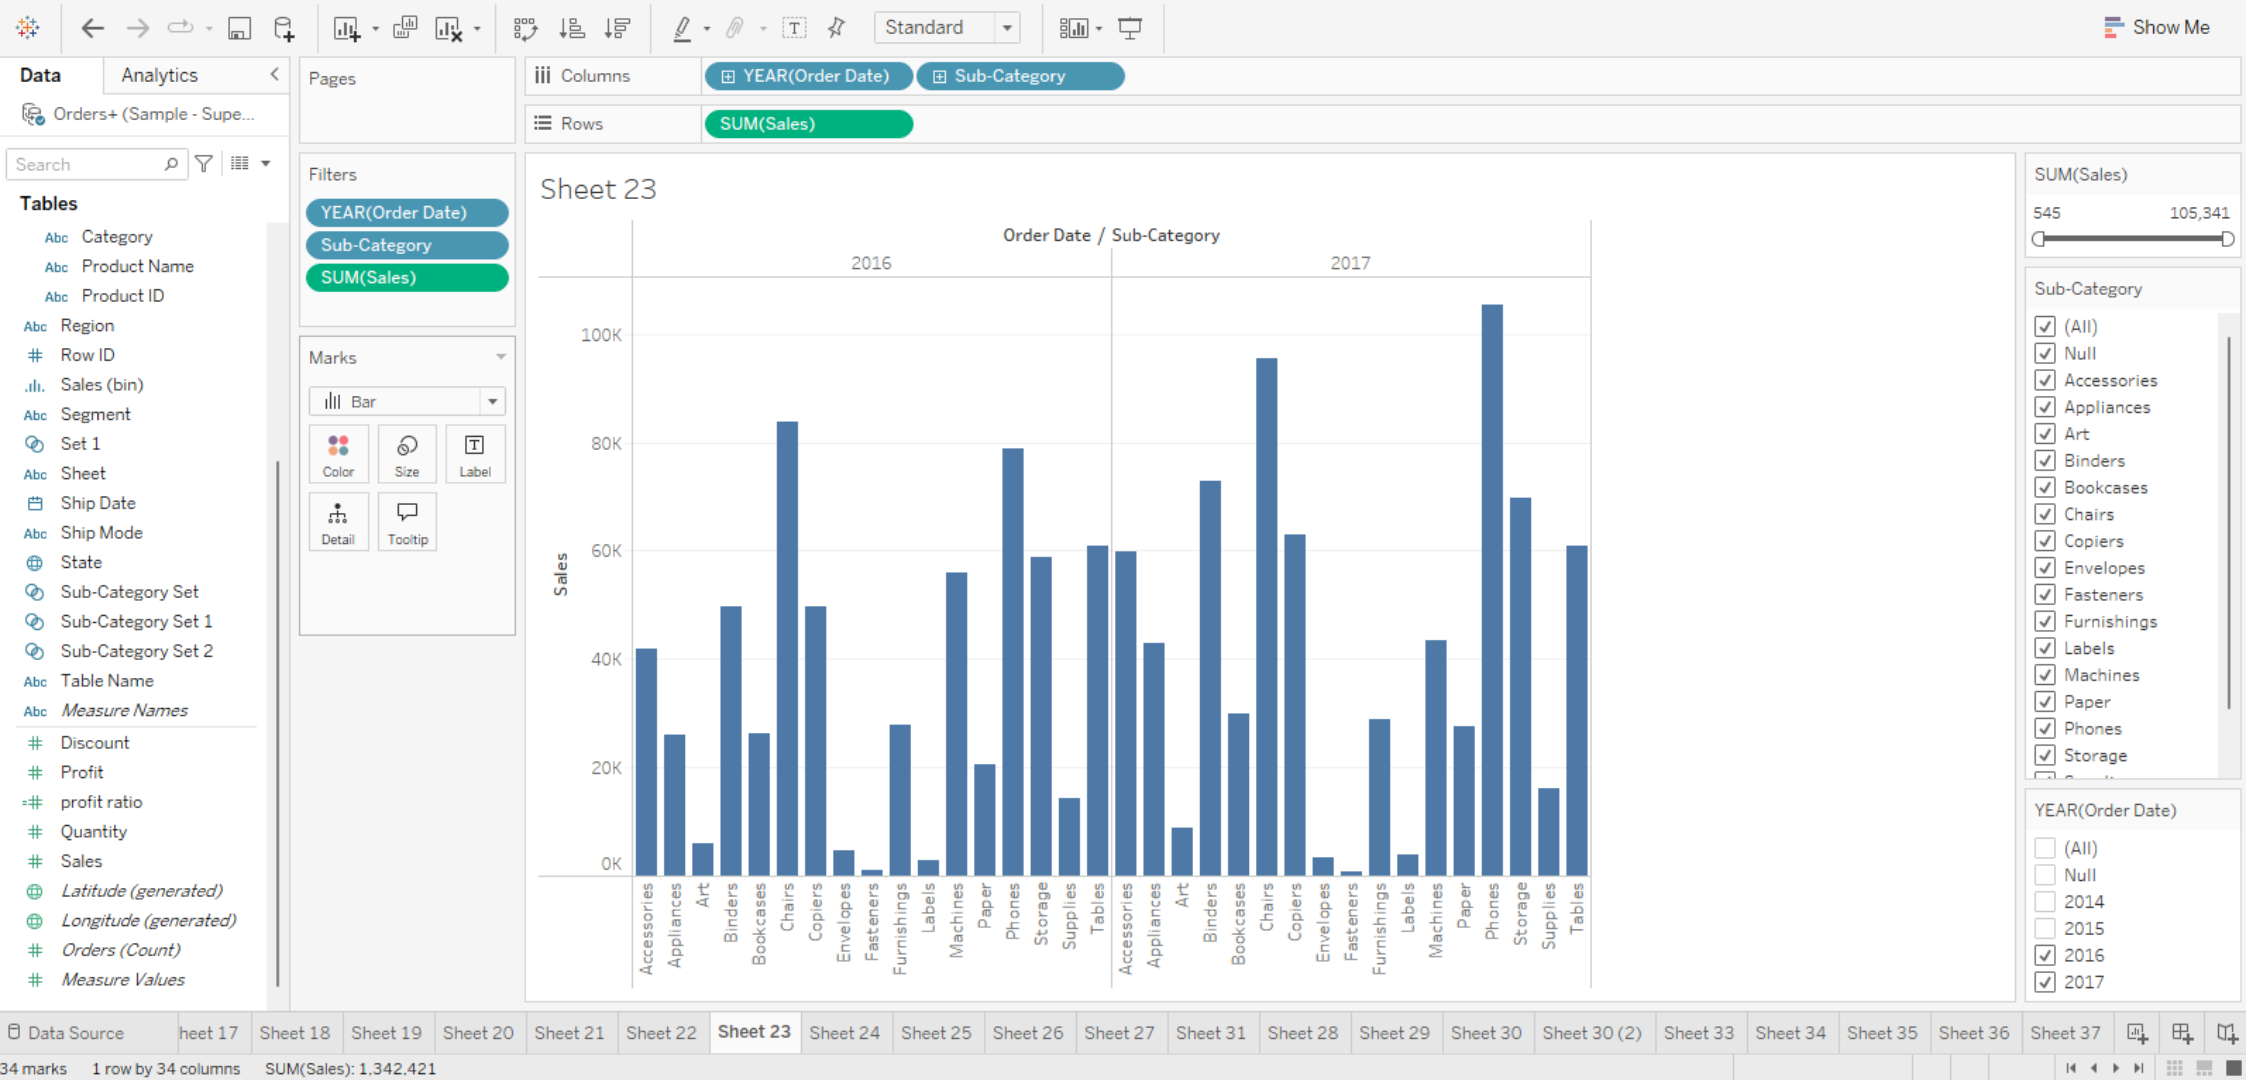 Standard
Show Me
Data
Analytics
Orders+ (Sample - Supe...
Search
Tables
Abc Category
Abc Product Name
Abc Product ID
Abc Region
# Row ID
Sales (bin)
Abc Segment
Set 1
Abc Sheet
Ship Date
Abc Ship Mode
State
Sub-Category Set
Sub-Category Set 1
Sub-Category Set 2
Abc Table Name
Abc Measure Names
# Discount
# Profit
=# profit ratio
# Quantity
# Sales
Latitude (generated)
Longitude (generated)
# Orders (Count)
# Measure Values
Pages
Filters
YEAR(Order Date)
Sub-Category
SUM(Sales)
Marks
Bar
Color
Size
Label
Detail
Tooltip
Columns
YEAR(Order Date)
Sub-Category
Rows
SUM(Sales)
Sheet 23
Order Date / Sub-Category
2016
2017
100K
80K
60K
40K
20K
0K
Sales
Accessories
Appliances
Art
Binders
Bookcases
Chairs
Copiers
Envelopes
Fasteners
Furnishings
Labels
Machines
Paper
Phones
Storage
Supplies
Tables
Accessories
Appliances
Art
Binders
Bookcases
Chairs
Copiers
Envelopes
Fasteners
Furnishings
Labels
Machines
Paper
Phones
Storage
Supplies
Tables
SUM(Sales)
545 105,341
Sub-Category
(All)
Null
Accessories
Appliances
Art
Binders
Bookcases
Chairs
Copiers
Envelopes
Fasteners
Furnishings
Labels
Machines
Paper
Phones
Storage
YEAR(Order Date)
(All)
Null
2014
2015
2016
2017
Data Source
heet 17
Sheet 18
Sheet 19
Sheet 20
Sheet 21
Sheet 22
Sheet 23
Sheet 24
Sheet 25
Sheet 26
Sheet 27
Sheet 31
Sheet 28
Sheet 29
Sheet 30
Sheet 30 (2)
Sheet 33
Sheet 34
Sheet 35
Sheet 36
Sheet 37
34 marks
1 row by 34 columns
SUM(Sales): 1,342,421